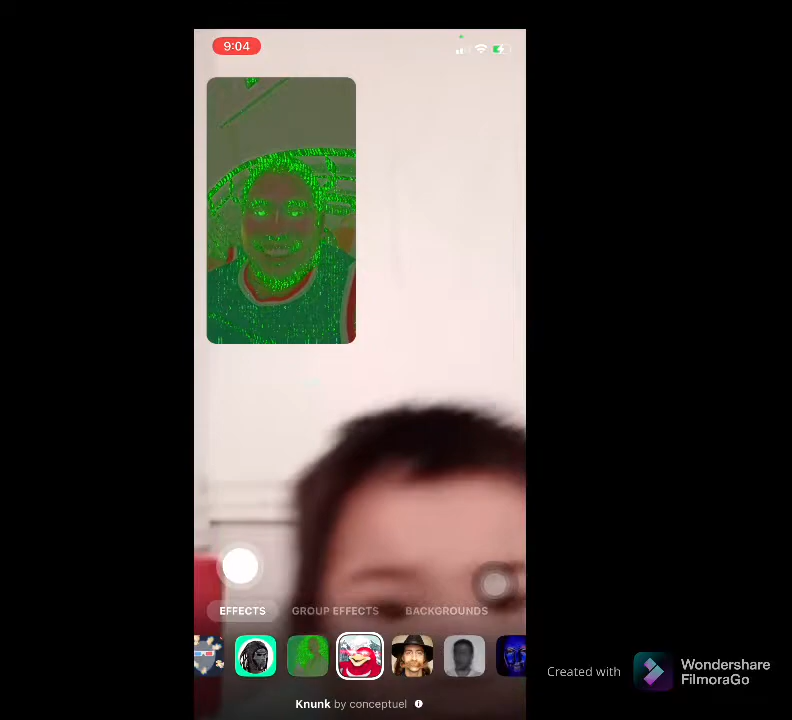 9:04
EFFECTS GROUP EFFECTS BACKGROUNDS
Knunk by conceptuel
Created with Wondershare
FilmoraGo